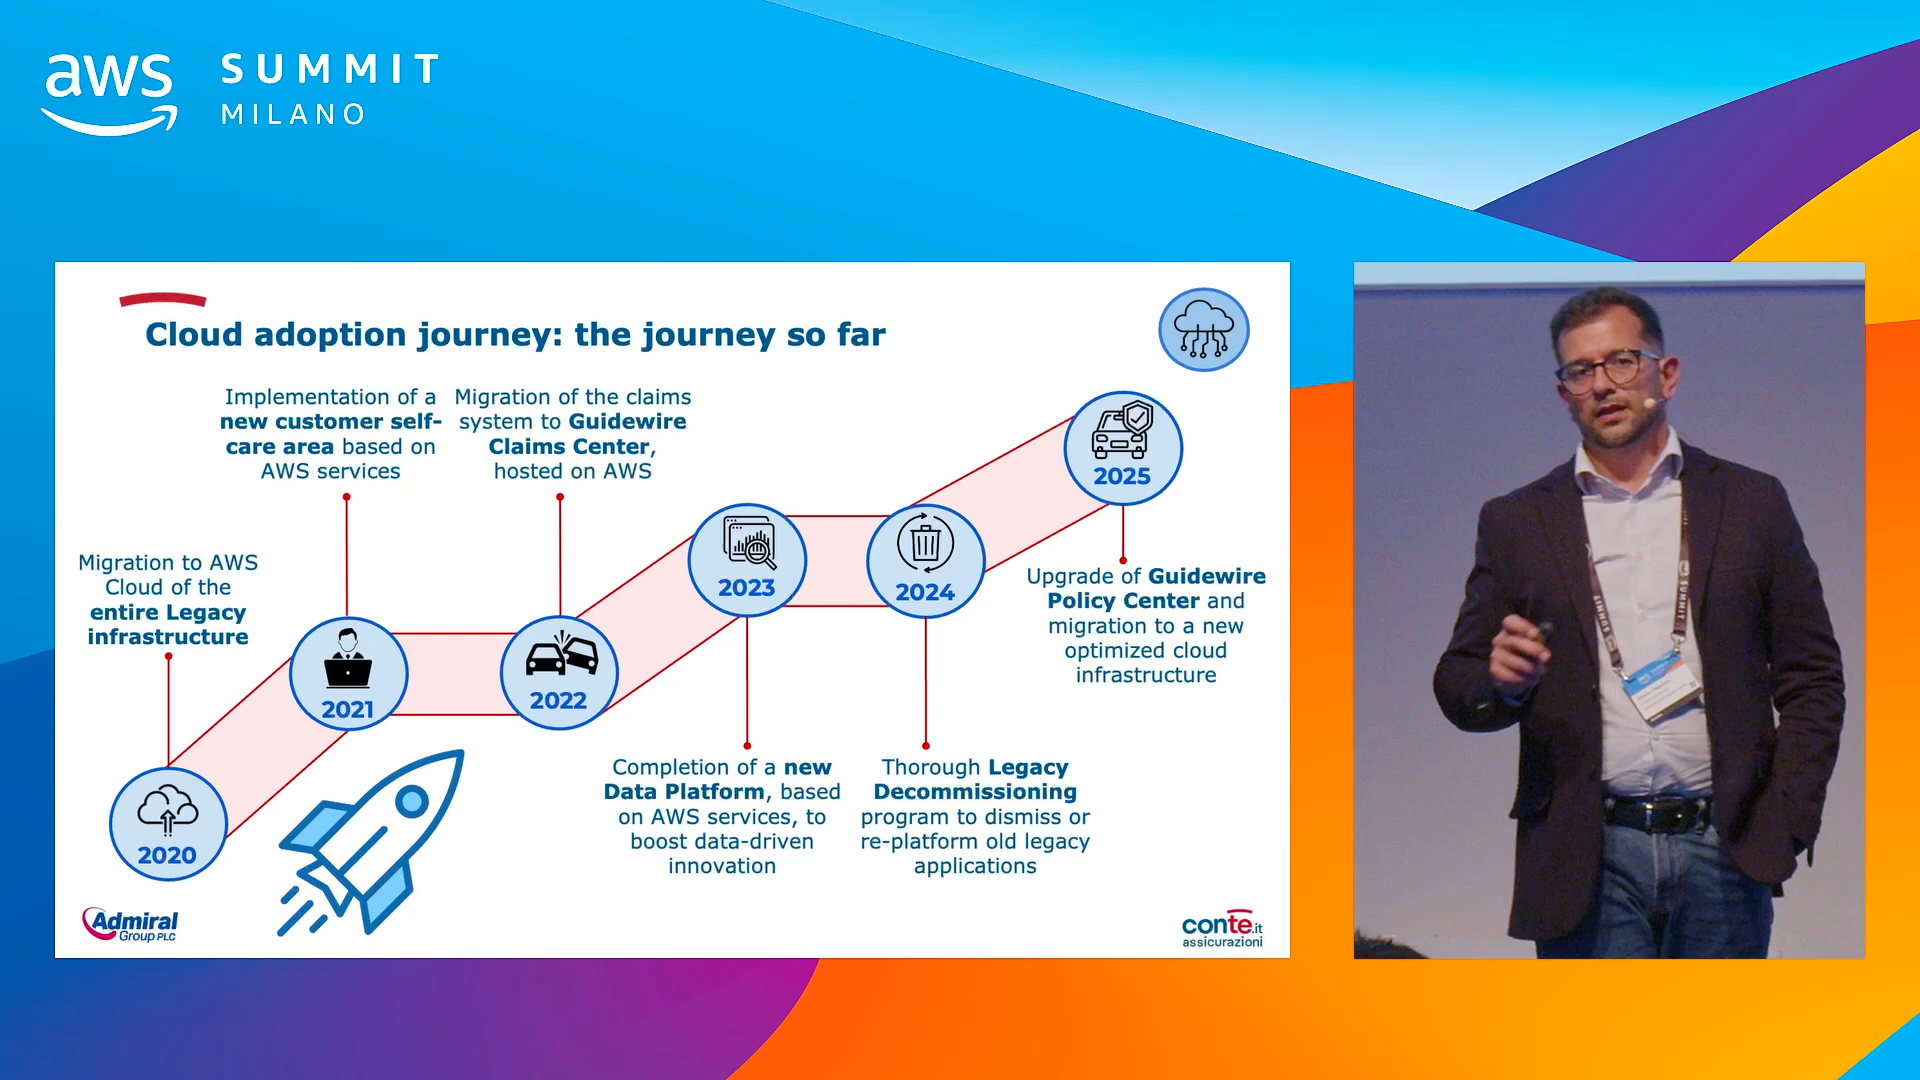 aws SUMMIT
MILANO
Cloud adoption journey: the journey so far
Migration to AWS
Cloud of the
entire Legacy
infrastructure
2020
Implementation of a
new customer self-
care area based on
AWS services
2021
Migration of the claims
system to Guidewire
Claims Center,
hosted on AWS
2022
2023
Completion of a new
Data Platform, based
on AWS services, to
boost data-driven
innovation
2024
Thorough Legacy
Decommissioning
program to dismiss or
re-platform old legacy
applications
2025
Upgrade of Guidewire
Policy Center and
migration to a new
optimized cloud
infrastructure
Admiral
Group PLC
conte.it
assicurazioni
aws
SUMMIT